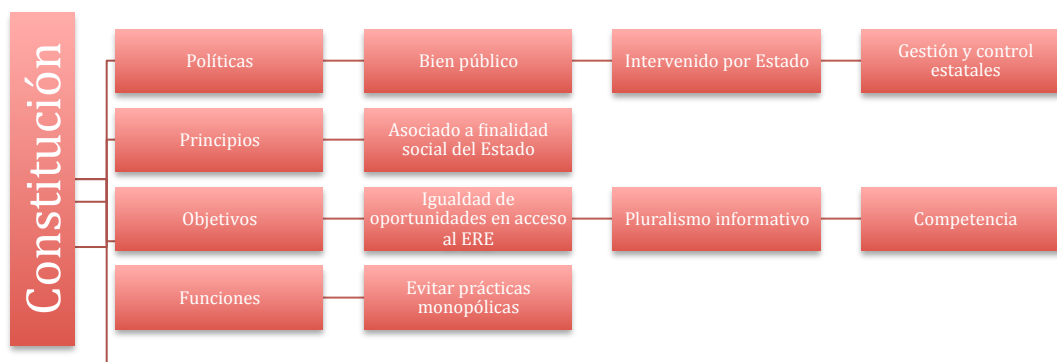 Constitución
Políticas
Bien público
Intervenido por Estado
Gestión y control
estatales
Principios
Asociado a finalidad
social del Estado
Objetivos
Igualdad de
oportunidades en acceso
al ERE
Pluralismo informativo
Competencia
Funciones
Evitar prácticas
monopólicas